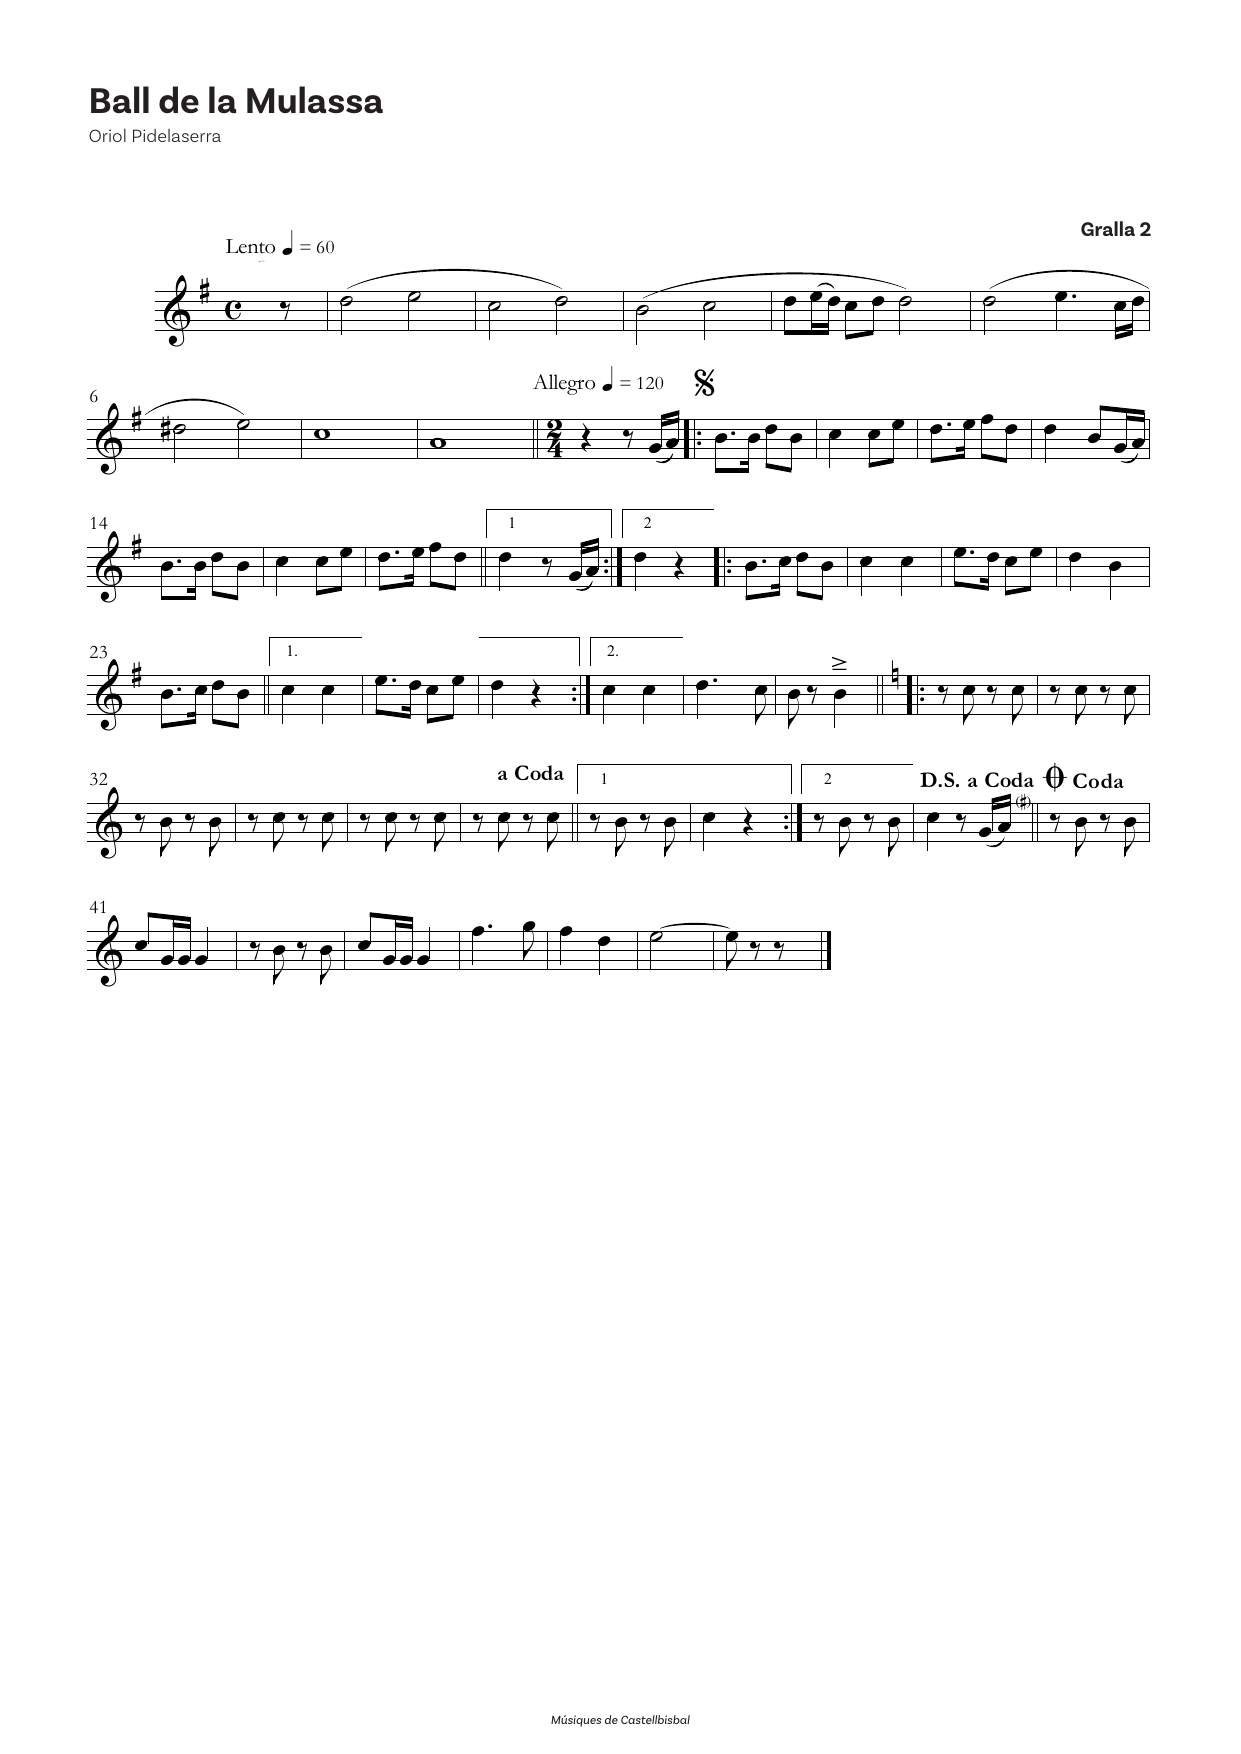 Ball de la Mulassa
Oriol Pidelaserra
Gralla 2
Lento ♩ = 60
6
Allegro ♩ = 120
14
1
2
23
1.
2.
32
a Coda
1
2
D.S. a Coda
Coda
41
Músiques de Castellbisbal